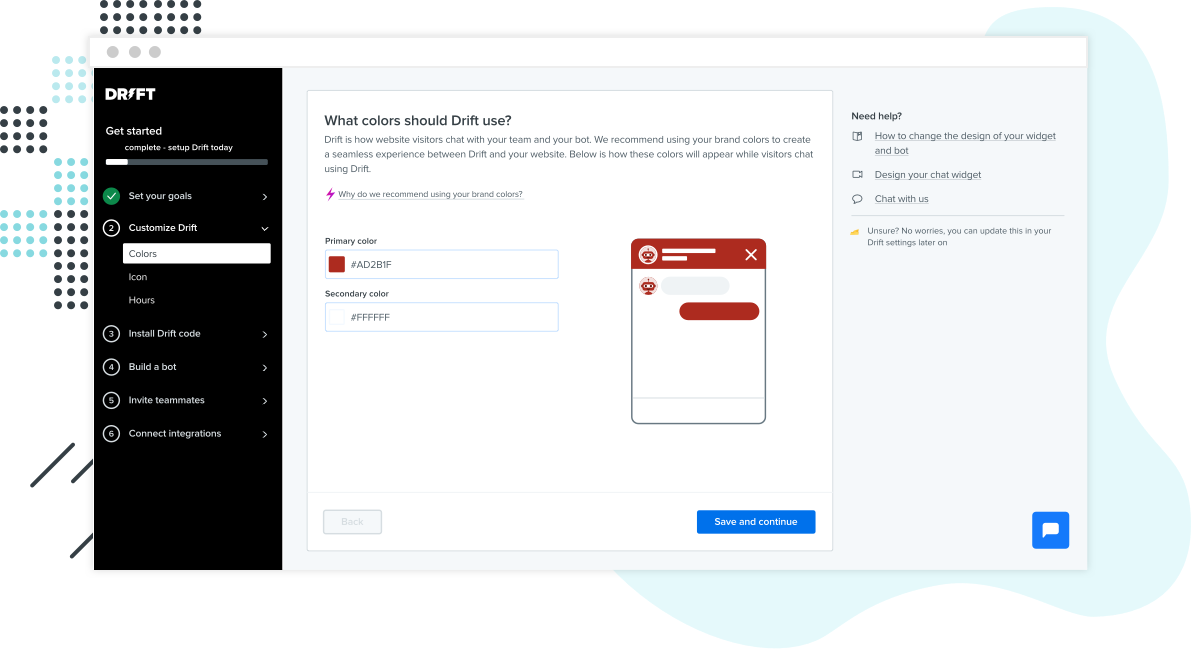 DRIFT
Get started
complete - setup Drift today
Set your goals
2 Customize Drift
Colors
Icon
Hours
3 Install Drift code
4 Build a bot
5 Invite teammates
6 Connect integrations
What colors should Drift use?
Drift is how website visitors chat with your team and your bot. We recommend using your brand colors to create
a seamless experience between Drift and your website. Below is how these colors will appear while visitors chat
using Drift.
Why do we recommend using your brand colors?
Primary color
#AD2B1F
Secondary color
#FFFFFF
Back
Save and continue
Need help?
How to change the design of your widget
and bot
Design your chat widget
Chat with us
Unsure? No worries, you can update this in your
Drift settings later on